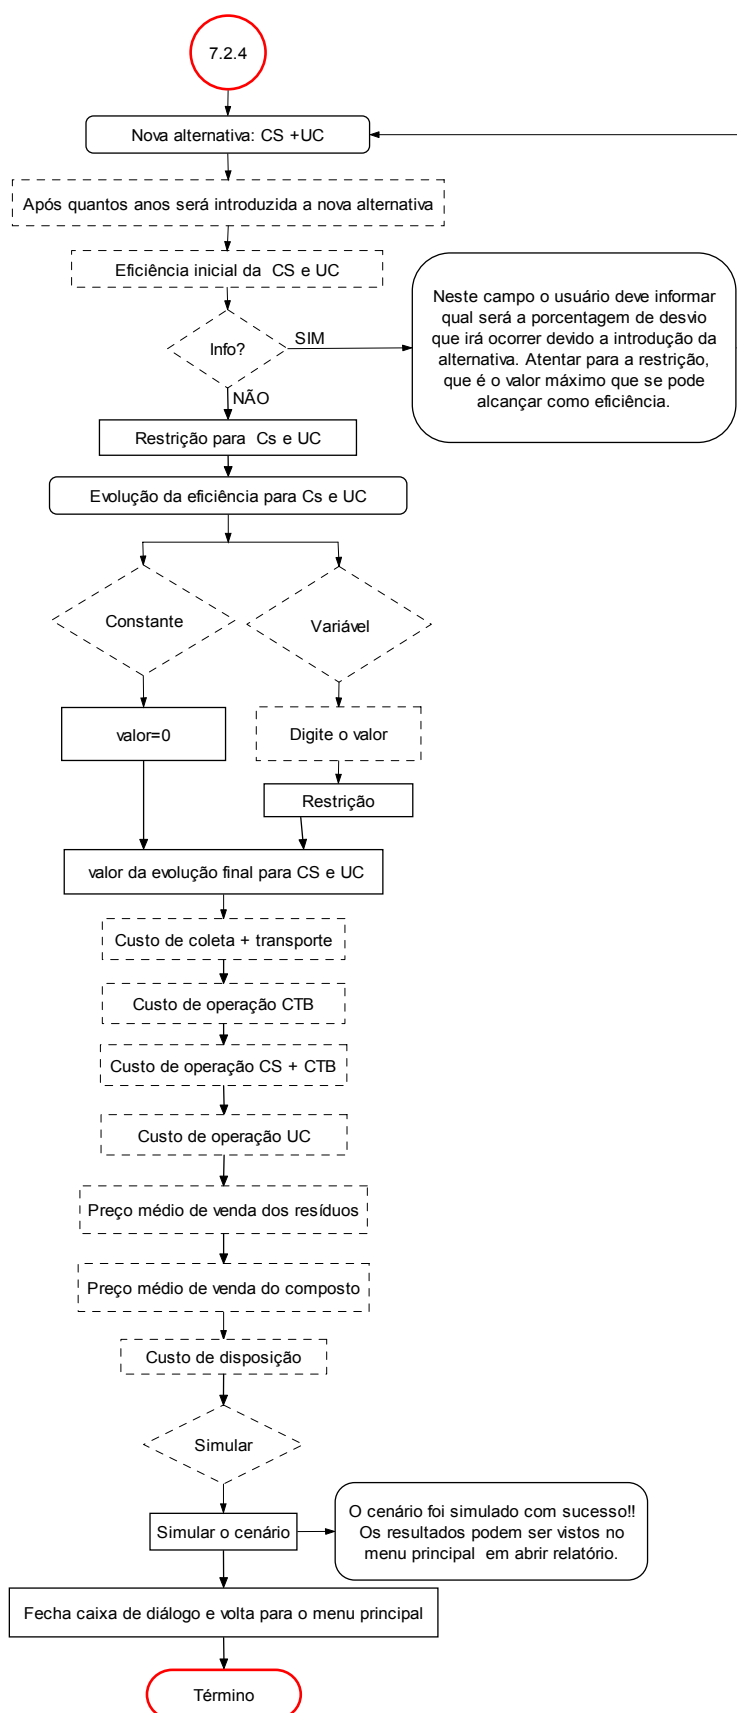 7.2.4
Nova alternativa: CS +UC
Após quantos anos será introduzida a nova alternativa
Eficiência inicial da CS e UC
Info?
SIM
Neste campo o usuário deve informar
qual será a porcentagem de desvio
que irá ocorrer devido a introdução da
alternativa. Atentar para a restrição,
que é o valor máximo que se pode
alcançar como eficiência.
NÃO
Restrição para Cs e UC
Evolução da eficiência para Cs e UC
Constante
Variável
valor=0
Digite o valor
Restrição
valor da evolução final para CS e UC
Custo de coleta + transporte
Custo de operação CTB
Custo de operação CS + CTB
Custo de operação UC
Preço médio de venda dos resíduos
Preço médio de venda do composto
Custo de disposição
Simular
Simular o cenário
O cenário foi simulado com sucesso!!
Os resultados podem ser vistos no
menu principal em abrir relatório.
Fecha caixa de diálogo e volta para o menu principal
Término